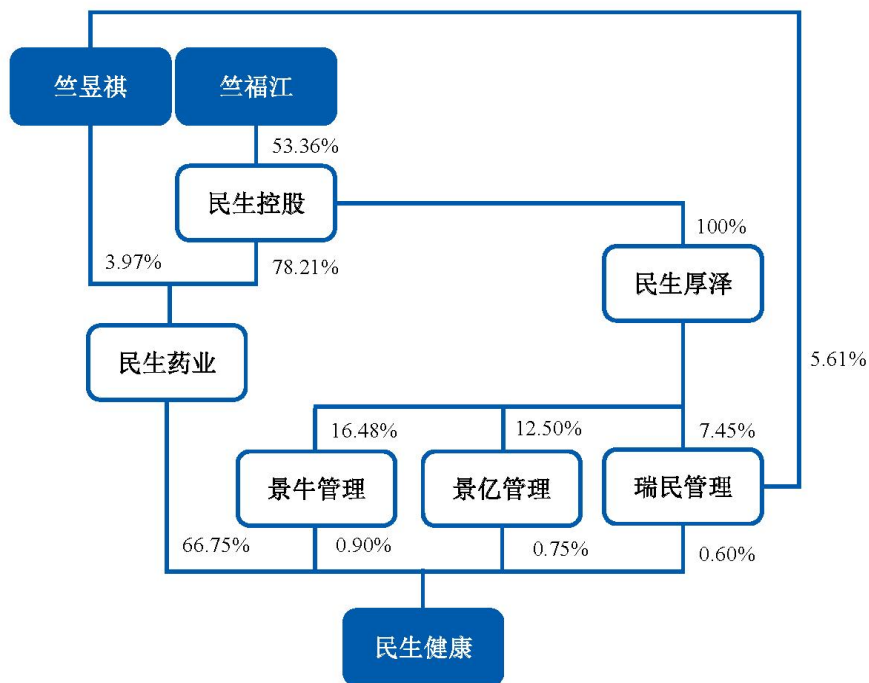 竺昱祺
竺福江
53.36%
民生控股
100%
3.97%
78.21%
民生厚泽
民生药业
5.61%
16.48%
12.50%
7.45%
景牛管理
景亿管理
瑞民管理
66.75%
0.90%
0.75%
0.60%
民生健康